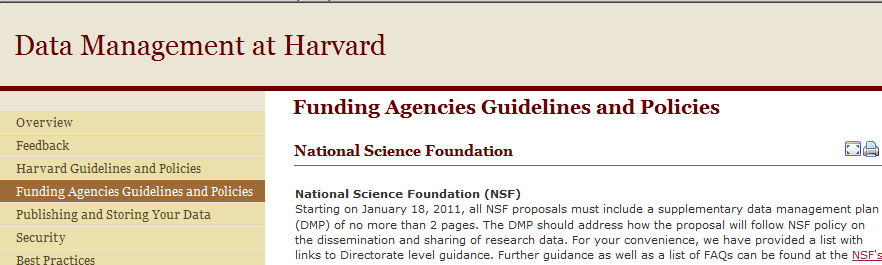 Data Management at Harvard
Overview
Feedback
Harvard Guidelines and Policies
Funding Agencies Guidelines and Policies
Publishing and Storing Your Data
Security
Best Practices
Funding Agencies Guidelines and Policies
National Science Foundation
National Science Foundation (NSF)
Starting on January 18, 2011, all NSF proposals must include a supplementary data management plan
(DMP) of no more than 2 pages. The DMP should address how the proposal will follow NSF policy on
the dissemination and sharing of research data. For your convenience, we have provided a list with
links to Directorate level guidance. Further guidance as well as a list of FAQs can be found at the NSF's